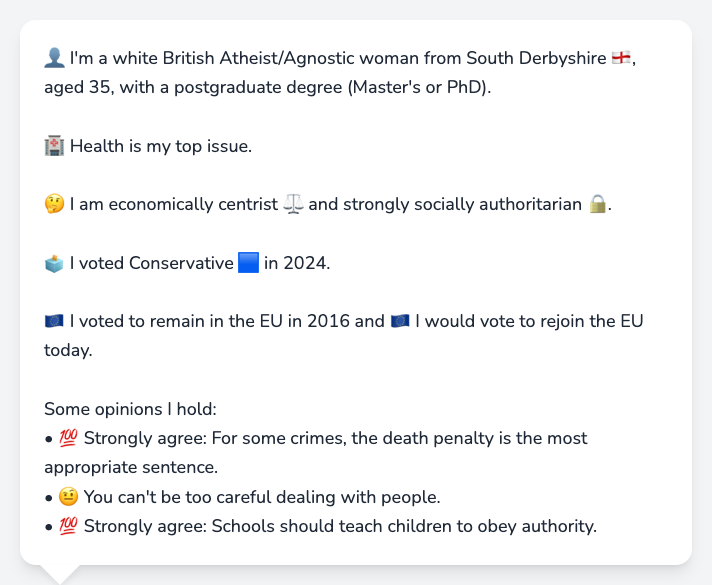 👤 I'm a white British Atheist/Agnostic woman from South Derbyshire 🏴󠁧󠁢󠁥󠁮󠁧󠁿,
aged 35, with a postgraduate degree (Master's or PhD).
🏥 Health is my top issue.
🤔 I am economically centrist ⚖️ and strongly socially authoritarian 🔒.
🗳️ I voted Conservative 🟦 in 2024.
🇪🇺 I voted to remain in the EU in 2016 and 🇪🇺 I would vote to rejoin the EU
today.
Some opinions I hold:
• 💯 Strongly agree: For some crimes, the death penalty is the most
appropriate sentence.
• 🤨 You can't be too careful dealing with people.
• 💯 Strongly agree: Schools should teach children to obey authority.